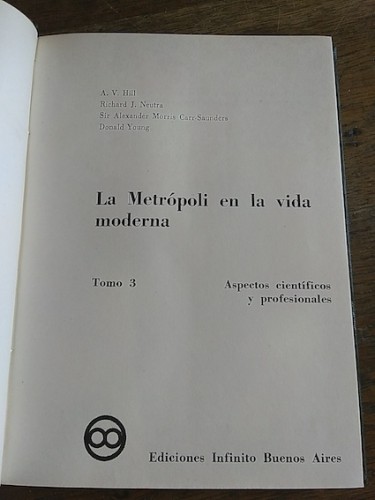 A. V. Hill
Richard J. Neutra
Sir Alexander Morris Carr-Saunders
Donald Young
La Metrópoli en la vida
moderna
Tomo 3
Aspectos científicos
y profesionales
Ediciones Infinito Buenos Aires